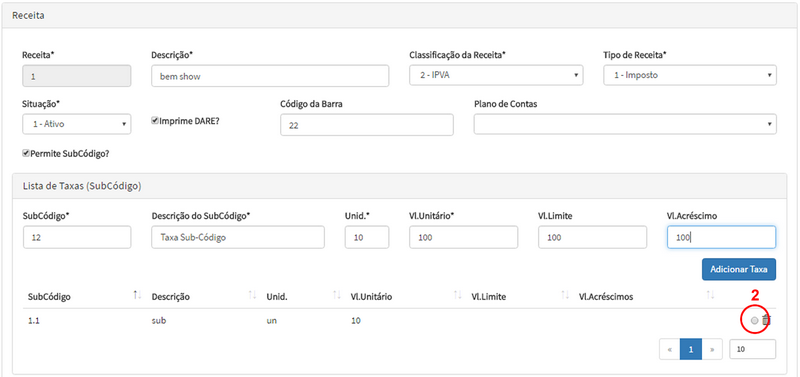 Receita
Receita* Descrição* Classificação da Receita* Tipo de Receita*
1 bem show 2 - IPVA 1 - Imposto
Situação* Código da Barra Plano de Contas
1 - Ativo Imprime DARE? 22
Permite SubCódigo?
Lista de Taxas (SubCódigo)
SubCódigo* Descrição do SubCódigo* Unid.* Vl.Unitário* Vl.Limite Vl.Acréscimo
12 Taxa Sub-Código 10 100 100 100
Adicionar Taxa
SubCódigo Descrição Unid. Vl.Unitário Vl.Limite Vl.Acréscimos 2
1.1 sub un 10
« 1 » 10